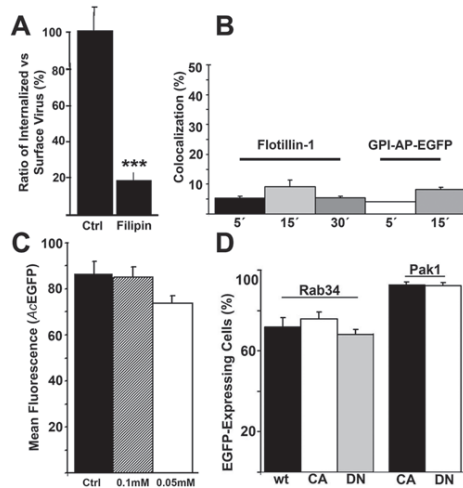 A
Ratio of Internalized vs
Surface Virus (%)
100
80
60
40
20
***
Ctrl Filipin
B
Colocalization (%)
50
40
30
20
10
Flotillin-1 GPI-AP-EGFP
5´ 15´ 30´ 5´ 15´
C
Mean Fluorescence (AcEGFP)
100
80
60
40
20
Ctrl 0.1mM 0.05mM
D
EGFP-Expressing Cells (%)
100
60
20
Rab34
Pak1
wt CA DN CA DN